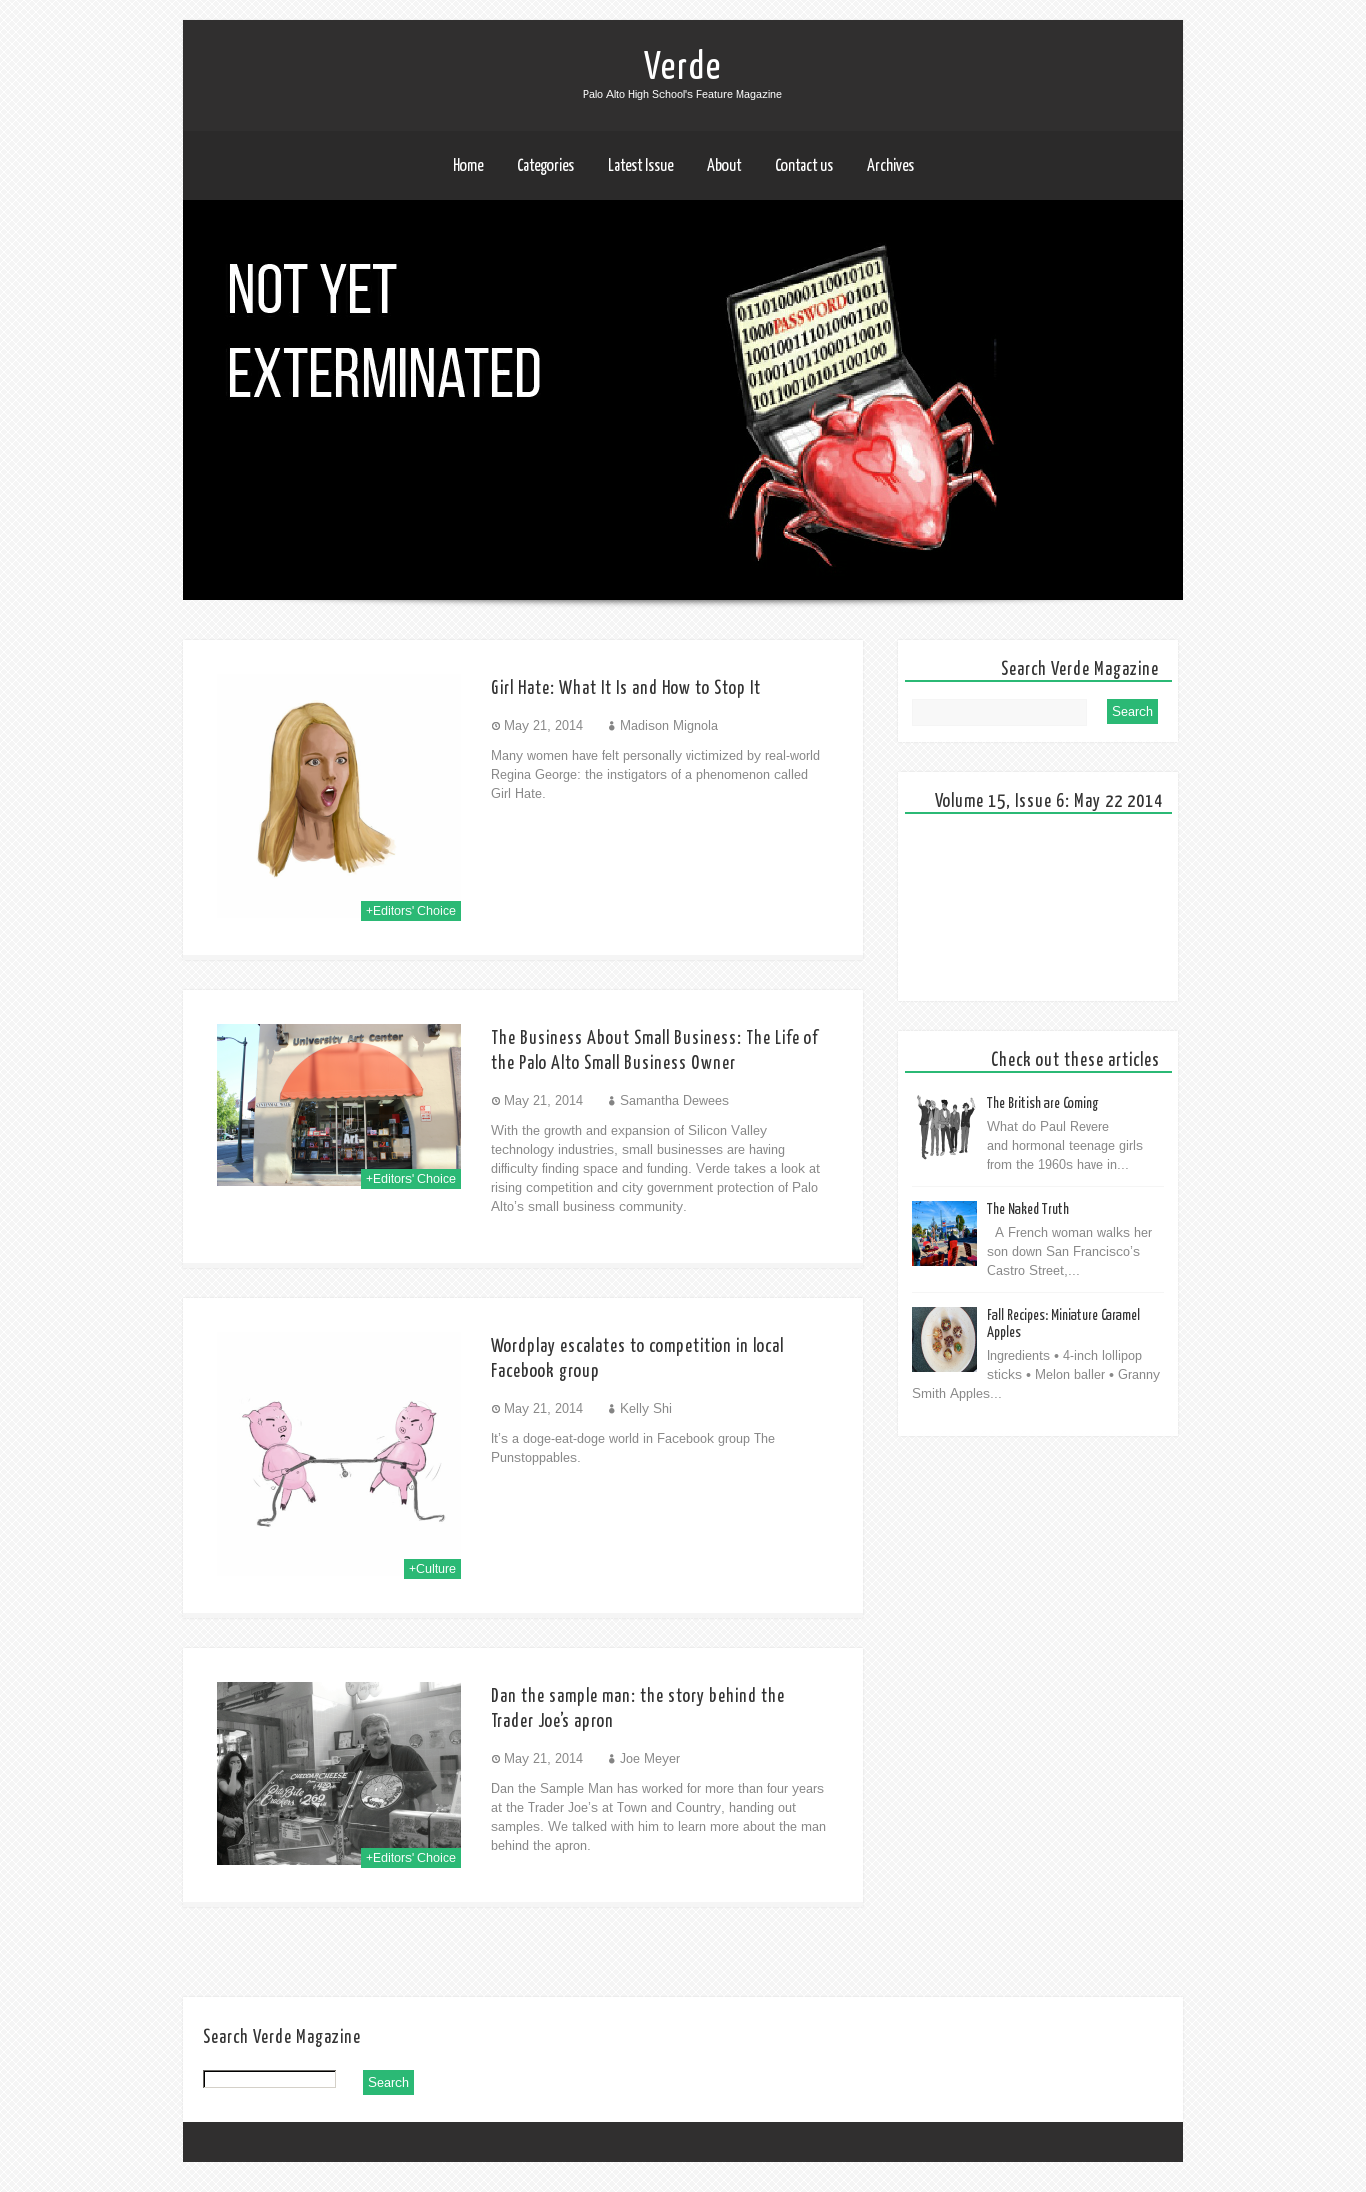 Verde
Palo Alto High School's Feature Magazine
Home Categories Latest Issue About Contact us Archives
NOT YET
EXTERMINATED
011010000110010101
1000PASSWORD01011
1001001110100011100
0100110110001100010
10110010101100100
Girl Hate: What It Is and How to Stop It
May 21, 2014 Madison Mignola
Many women have felt personally victimized by real-world
Regina George: the instigators of a phenomenon called
Girl Hate.
+Editors' Choice
University Art Center
Art
The Business About Small Business: The Life of
the Palo Alto Small Business Owner
May 21, 2014 Samantha Dewees
With the growth and expansion of Silicon Valley
technology industries, small businesses are having
difficulty finding space and funding. Verde takes a look at
rising competition and city government protection of Palo
Alto’s small business community.
+Editors' Choice
Wordplay escalates to competition in local
Facebook group
May 21, 2014 Kelly Shi
It’s a doge-eat-doge world in Facebook group The
Punstoppables.
+Culture
Dan the sample man: the story behind the
Trader Joe’s apron
May 21, 2014 Joe Meyer
Dan the Sample Man has worked for more than four years
at the Trader Joe’s at Town and Country, handing out
samples. We talked with him to learn more about the man
behind the apron.
CHEDDAR CHEESE
Crackers $2.69
+Editors' Choice
Search Verde Magazine
Search
Volume 15, Issue 6: May 22 2014
Check out these articles
The British are Coming
What do Paul Revere
and hormonal teenage girls
from the 1960s have in...
The Naked Truth
A French woman walks her
son down San Francisco’s
Castro Street,...
Fall Recipes: Miniature Caramel
Apples
Ingredients • 4-inch lollipop
sticks • Melon baller • Granny
Smith Apples...
Search Verde Magazine
Search